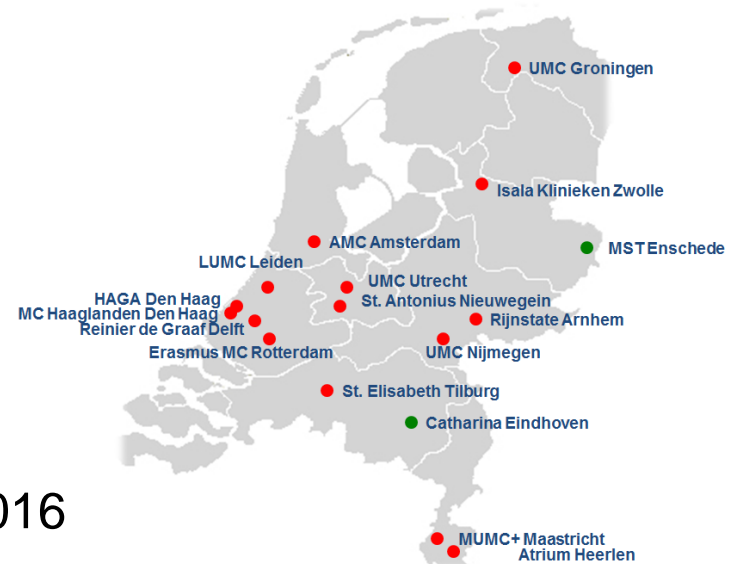 UMC Groningen
Isala Klinieken Zwolle
AMC Amsterdam
MST Enschede
LUMC Leiden
UMC Utrecht
HAGA Den Haag
St. Antonius Nieuwegein
MC Haaglanden Den Haag
Rijnstate Arnhem
Reinier de Graaf Delft
Erasmus MC Rotterdam
UMC Nijmegen
St. Elisabeth Tilburg
Catharina Eindhoven
016
MUMC+ Maastricht
Atrium Heerlen